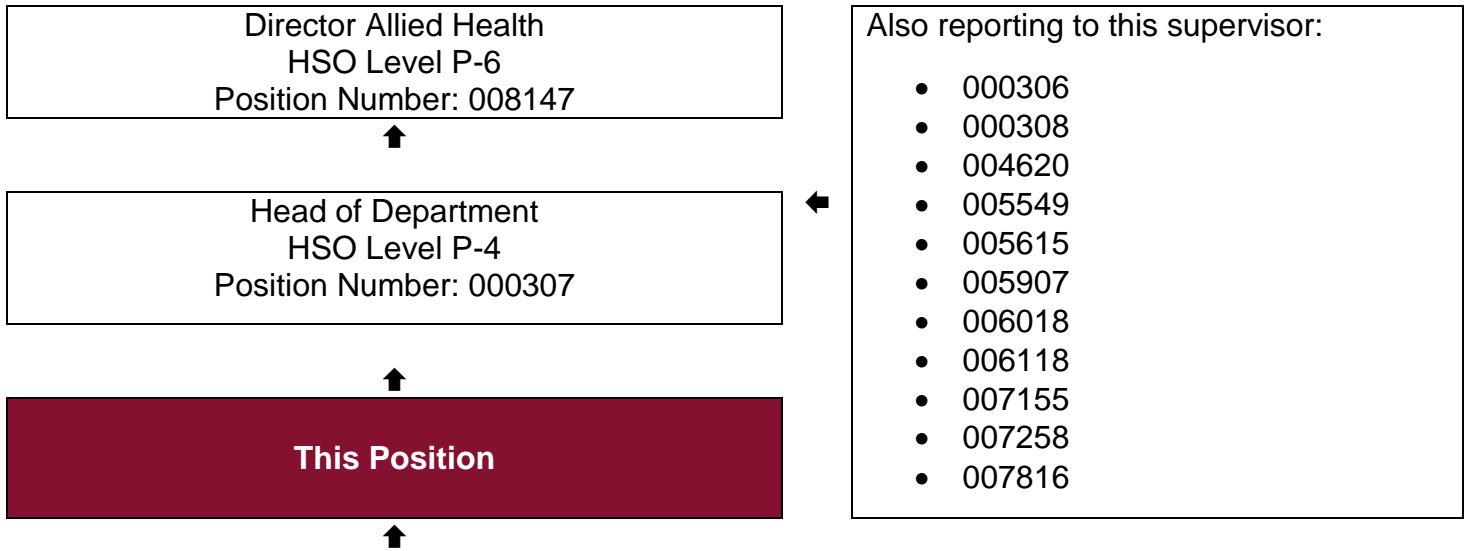 Director Allied Health
HSO Level P-6
Position Number: 008147
Head of Department
HSO Level P-4
Position Number: 000307
This Position
Also reporting to this supervisor:
• 000306
• 000308
• 004620
• 005549
• 005615
• 005907
• 006018
• 006118
• 007155
• 007258
• 007816